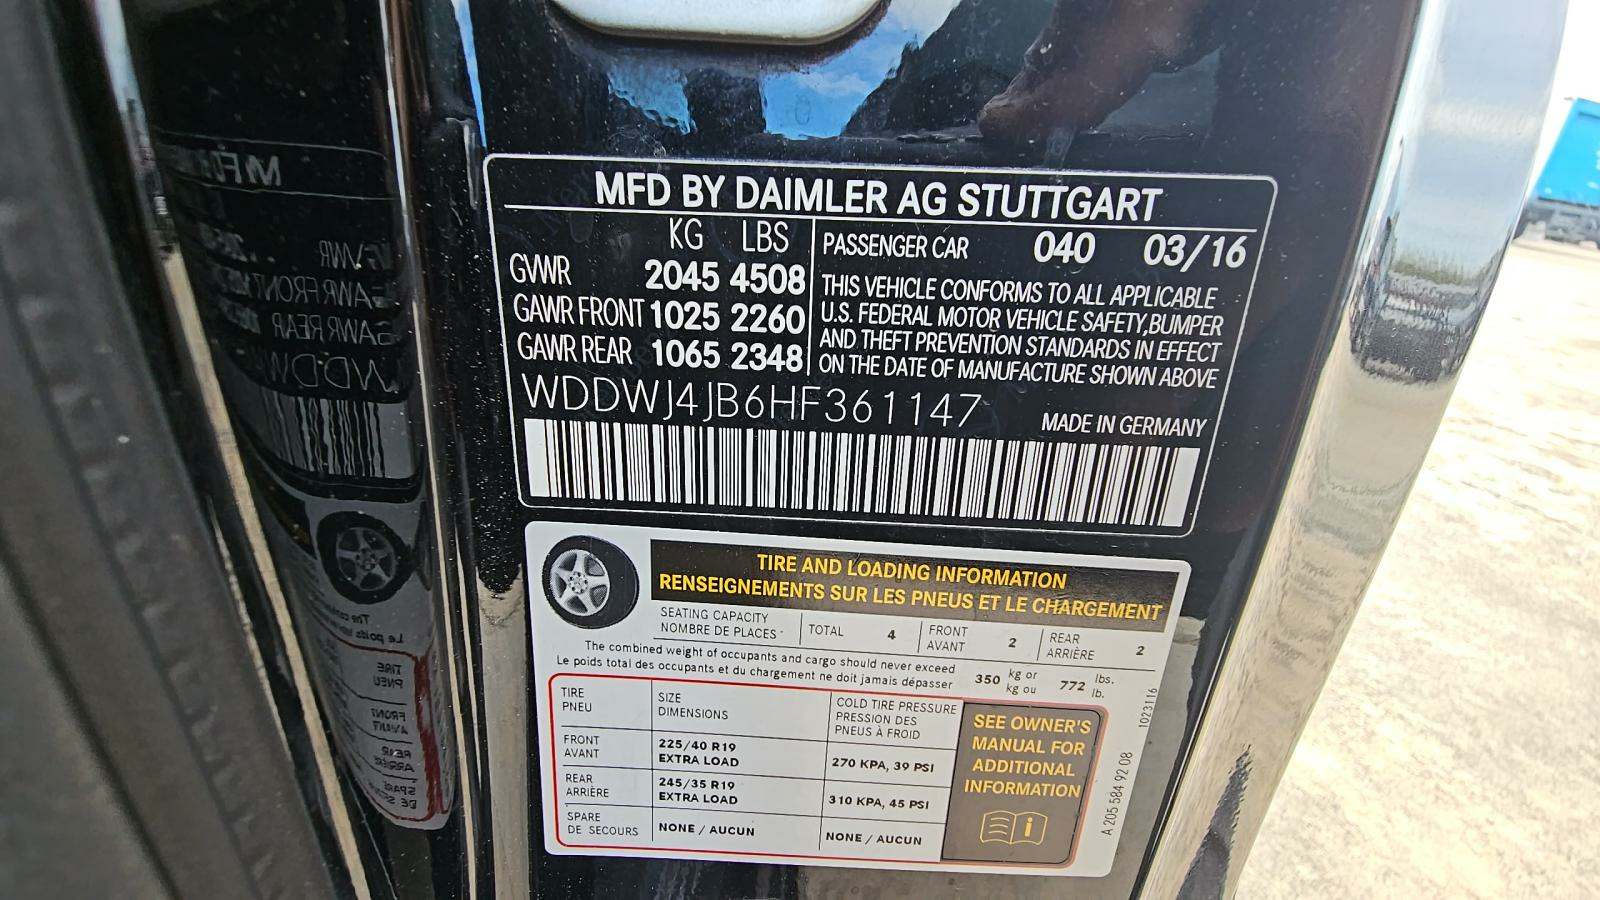 MFD BY DAIMLER AG STUTTGART
KG LBS
GVWR 2045 4508
GAWR FRONT 1025 2260
GAWR REAR 1065 2348
PASSENGER CAR 040 03/16
THIS VEHICLE CONFORMS TO ALL APPLICABLE
U.S. FEDERAL MOTOR VEHICLE SAFETY,BUMPER
AND THEFT PREVENTION STANDARDS IN EFFECT
ON THE DATE OF MANUFACTURE SHOWN ABOVE
WDDWJ4JB6HF361147
MADE IN GERMANY
TIRE AND LOADING INFORMATION
RENSEIGNEMENTS SUR LES PNEUS ET LE CHARGEMENT
SEATING CAPACITY
NOMBRE DE PLACES
TOTAL 4
FRONT
AVANT
2
REAR
ARRIÈRE
2
The combined weight of occupants and cargo should never exceed
Le poids total des occupants et du chargement ne doit jamais dépasser
350 kg or
kg ou
772 lbs.
lb.
TIRE
PNEU
SIZE
DIMENSIONS
COLD TIRE PRESSURE
PRESSION DES
PNEUS À FROID
FRONT
AVANT
225/40 R19
EXTRA LOAD
270 KPA, 39 PSI
REAR
ARRIÈRE
245/35 R19
EXTRA LOAD
310 KPA, 45 PSI
SPARE
DE SECOURS
NONE / AUCUN
NONE / AUCUN
SEE OWNER'S
MANUAL FOR
ADDITIONAL
INFORMATION
A 205 584 92 08
1023116